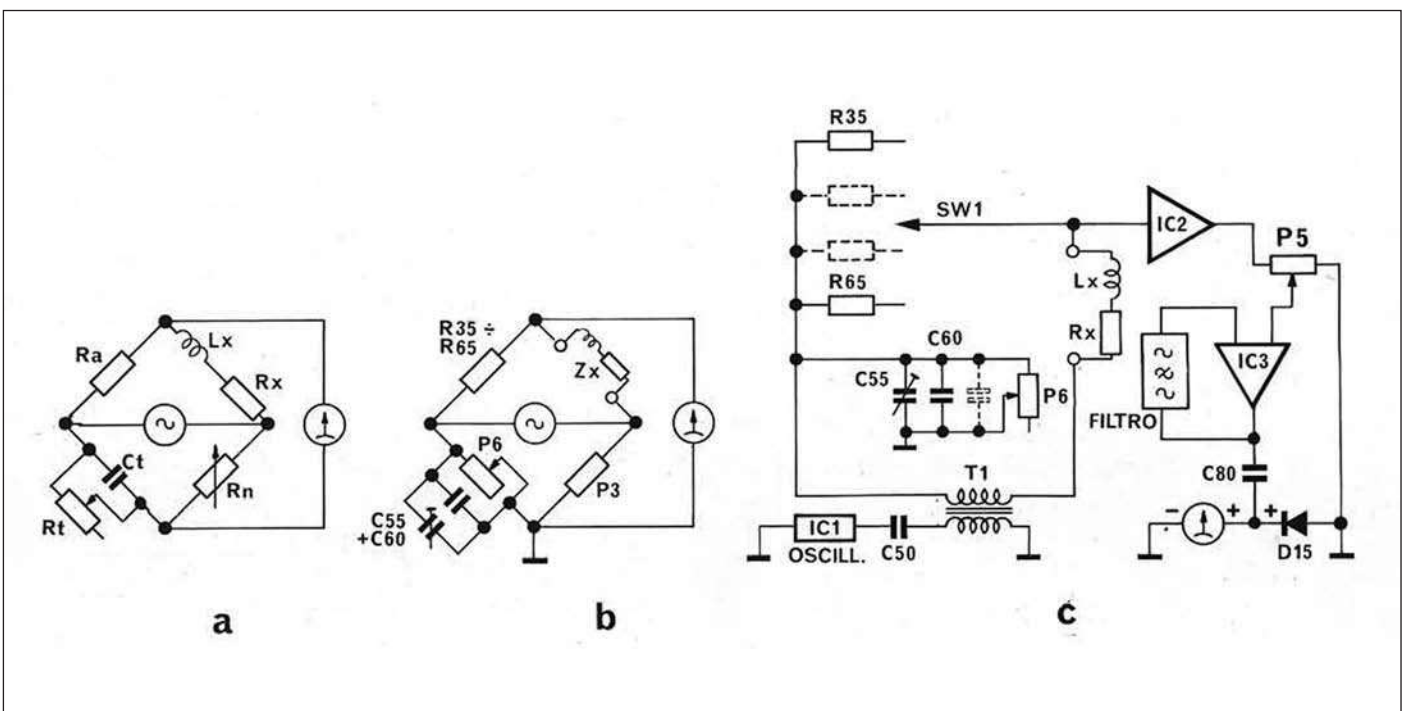 Ra
Lx
Rx
Ct
Rn
Rt
a
R35 ÷
R65
Zx
P6
P3
C55
+C60
b
R35
SW1
R65
IC2
P5
Lx
Rx
C60
C55
P6
IC3
FILTRO
T1
C80
IC1
OSCILL.
C50
- + +
D15
c